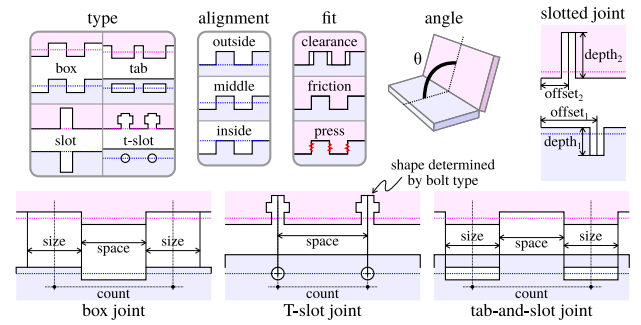 type
alignment
fit
angle
slotted joint
box
tab
slot
t-slot
outside
middle
inside
clearance
friction
press
θ
depth2
offset2
offset1
depth1
shape determined
by bolt type
size
space
size
count
box joint
space
count
T-slot joint
size
space
size
count
tab-and-slot joint